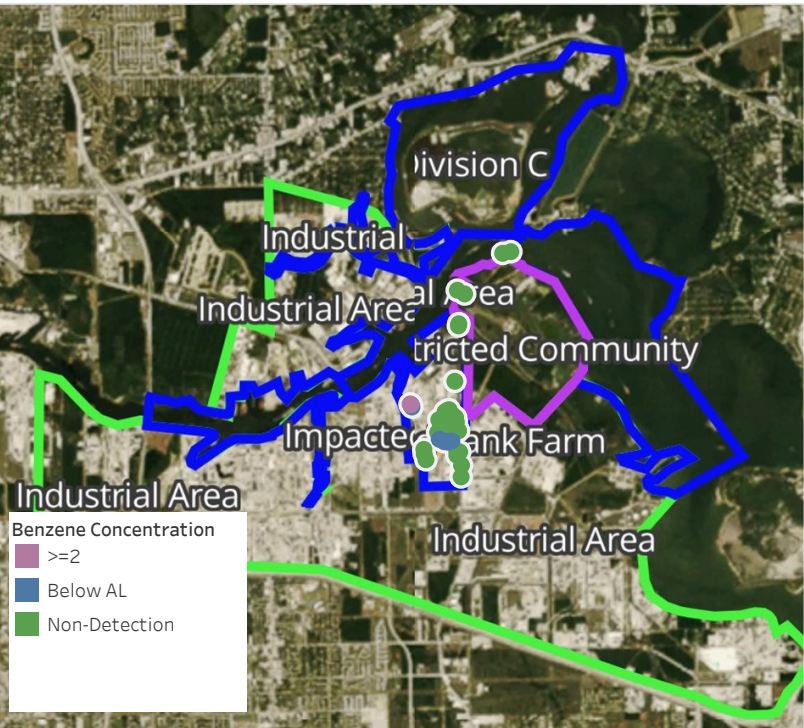 Division C
Industrial
al Area
Industrial Area
tricted Community
Impacted
ank Farm
Industrial Area
Industrial Area
Benzene Concentration
>=2
Below AL
Non-Detection